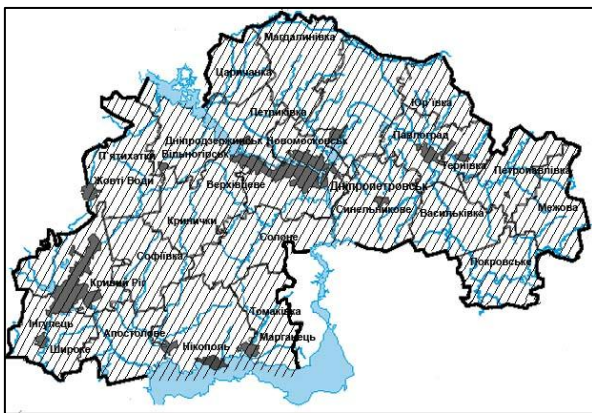 Магдалинівка
Царичанка
Юр'ївка
Петриківка
Дніпродзержинськ Новомосковськ
Павлоград
П'ятихатки
Вільногірськ
Тернівка
Петропавлівка
Верхівцеве
Дніпропетровськ
Жовті Води
Синельникове
Васильківка
Межова
Кринички
Солоне
Софіївка
Покровське
Кривий Ріг
Томаківка
Інгулець
Апостолове
Марганець
Широке
Нікополь